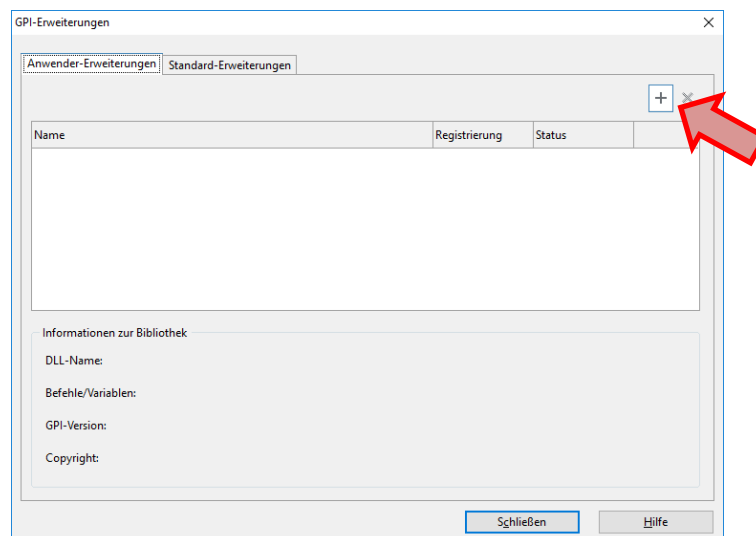 GPI-Erweiterungen
Anwender-Erweiterungen Standard-Erweiterungen
Name Registrierung Status
Informationen zur Bibliothek
DLL-Name:
Befehle/Variablen:
GPI-Version:
Copyright:
Schließen Hilfe